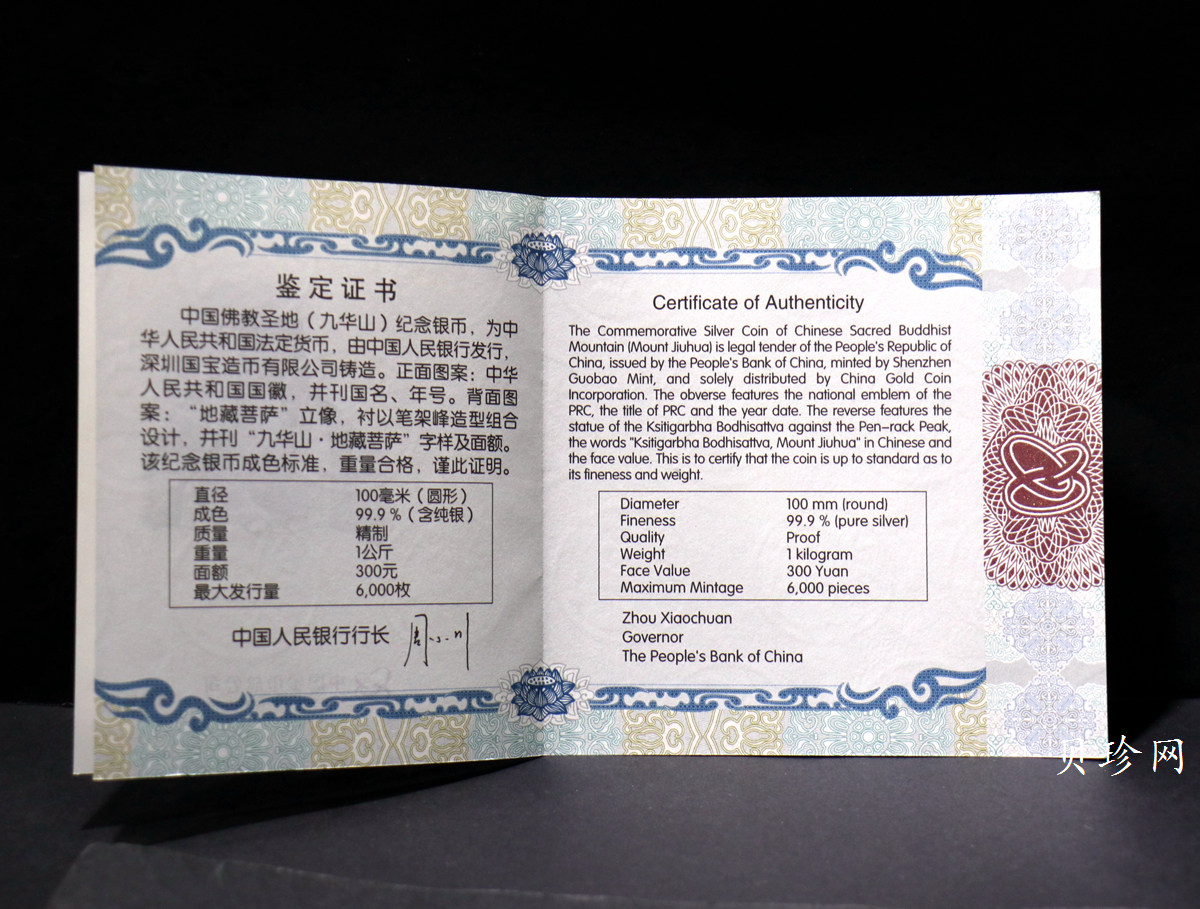 鉴定证书
中国佛教圣地（九华山）纪念银币，为中
华人民共和国法定货币，由中国人民银行发行，
深圳国宝造币有限公司铸造。正面图案：中华
人民共和国国徽，并刊国名、年号。背面图
案：“地藏菩萨”立像，衬以笔架峰造型组合
设计，并刊“九华山·地藏菩萨”字样及面额。
该纪念银币成色标准，重量合格，谨此证明。
直径 100毫米（圆形）
成色 99.9％（含纯银）
质量 精制
重量 1公斤
面额 300元
最大发行量 6,000枚
中国人民银行行长
Certificate of Authenticity
The Commemorative Silver Coin of Chinese Sacred Buddhist
Mountain (Mount Jiuhua) is legal tender of the People's Republic of
China, issued by the People's Bank of China, minted by Shenzhen
Guobao Mint, and solely distributed by China Gold Coin
Incorporation. The obverse features the national emblem of the
PRC, the title of PRC and the year date. The reverse features the
statue of the Ksitigarbha Bodhisattva against the Pen-rack Peak,
the words "Ksitigarbha Bodhisattva, Mount Jiuhua" in Chinese and
the face value. This is to certify that the coin is up to standard as to
its fineness and weight.
Diameter 100 mm (round)
Fineness 99.9 % (pure silver)
Quality Proof
Weight 1 kilogram
Face Value 300 Yuan
Maximum Mintage 6,000 pieces
Zhou Xiaochuan
Governor
The People's Bank of China
贝珍网